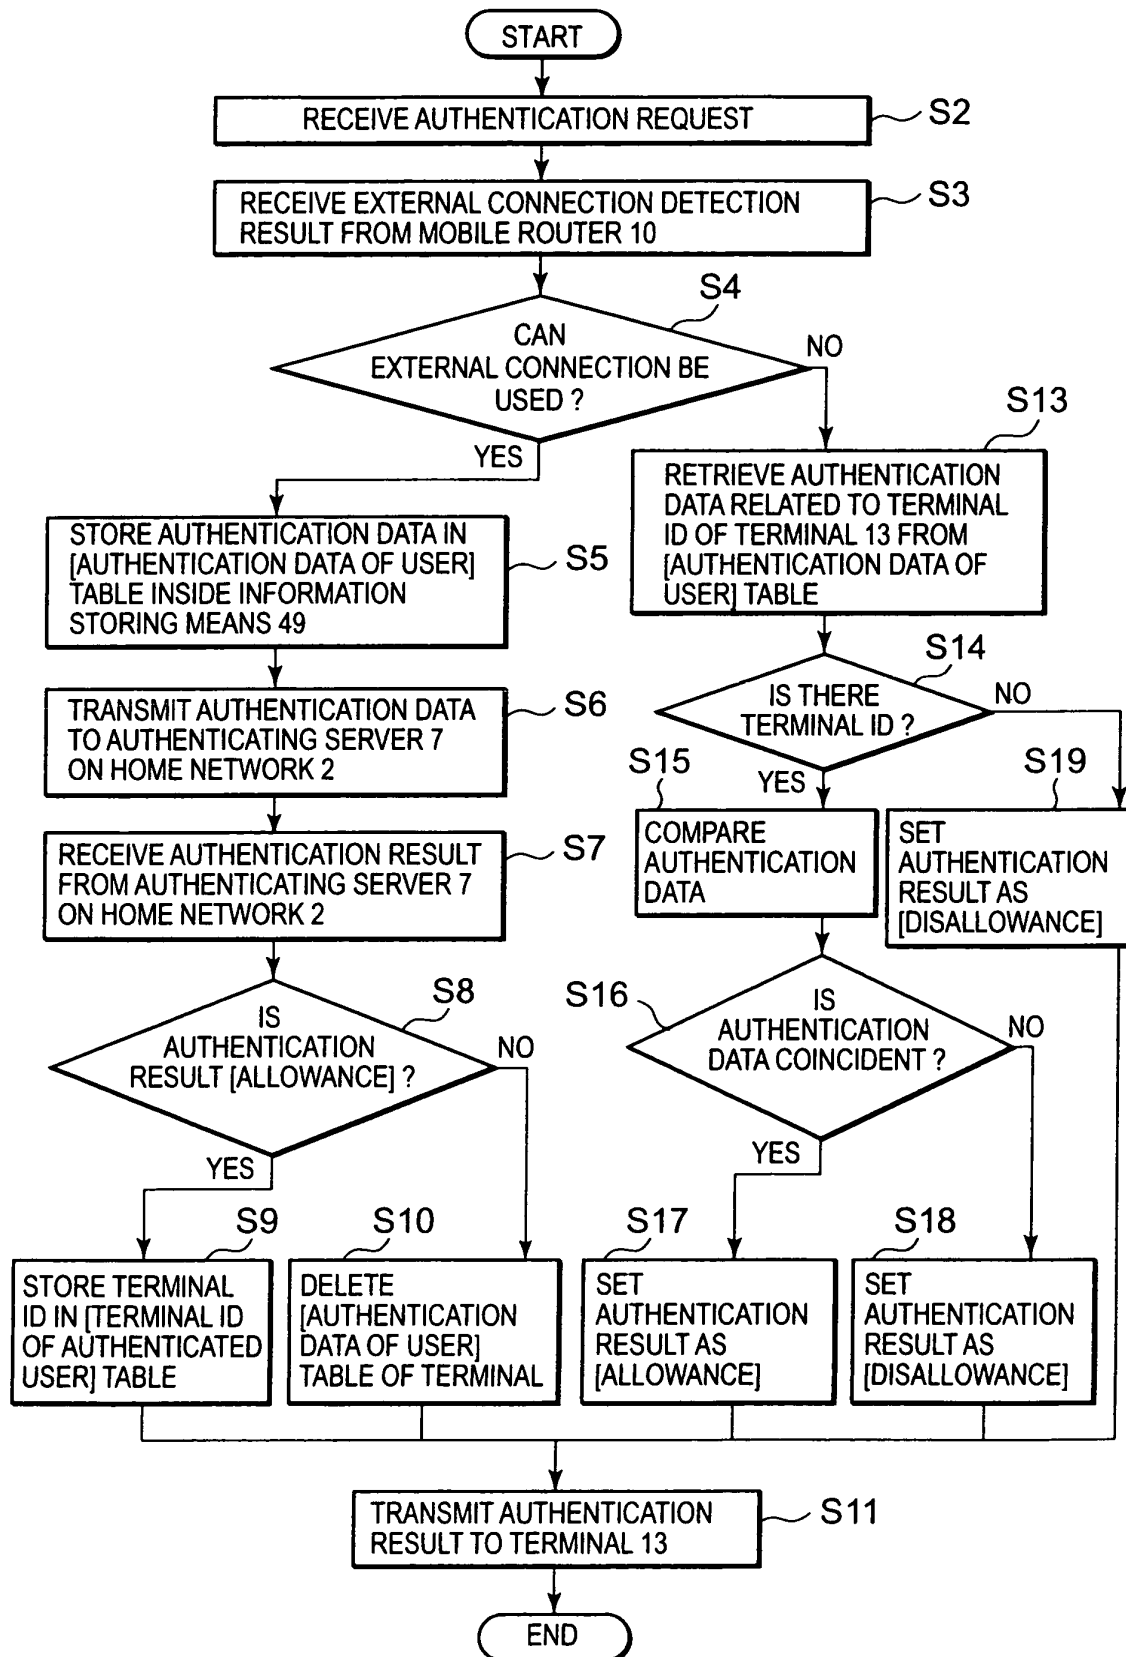 START
RECEIVE AUTHENTICATION REQUEST
S2
RECEIVE EXTERNAL CONNECTION DETECTION
RESULT FROM MOBILE ROUTER 10
S3
S4
CAN
EXTERNAL CONNECTION BE
USED ?
NO
YES
S13
RETRIEVE AUTHENTICATION
DATA RELATED TO TERMINAL
ID OF TERMINAL 13 FROM
[AUTHENTICATION DATA OF
USER] TABLE
STORE AUTHENTICATION DATA IN
[AUTHENTICATION DATA OF USER]
TABLE INSIDE INFORMATION
STORING MEANS 49
S5
S14
IS THERE
TERMINAL ID ?
NO
YES
TRANSMIT AUTHENTICATION DATA
TO AUTHENTICATING SERVER 7
ON HOME NETWORK 2
S6
S15
COMPARE
AUTHENTICATION
DATA
S19
SET
AUTHENTICATION
RESULT AS
[DISALLOWANCE]
RECEIVE AUTHENTICATION RESULT
FROM AUTHENTICATING SERVER 7
ON HOME NETWORK 2
S7
S8
IS
AUTHENTICATION
RESULT [ALLOWANCE] ?
NO
YES
S16
IS
AUTHENTICATION
DATA COINCIDENT ?
NO
YES
S9
STORE TERMINAL
ID IN [TERMINAL ID
OF AUTHENTICATED
USER] TABLE
S10
DELETE
[AUTHENTICATION
DATA OF USER]
TABLE OF TERMINAL
S17
SET
AUTHENTICATION
RESULT AS
[ALLOWANCE]
S18
SET
AUTHENTICATION
RESULT AS
[DISALLOWANCE]
TRANSMIT AUTHENTICATION
RESULT TO TERMINAL 13
S11
END